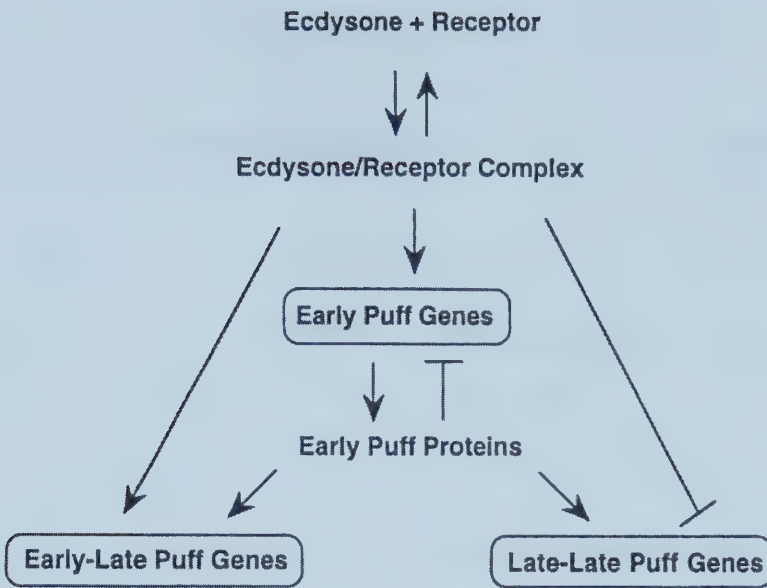 Ecdysone + Receptor
Ecdysone/Receptor Complex
Early Puff Genes
Early Puff Proteins
Early-Late Puff Genes
Late-Late Puff Genes